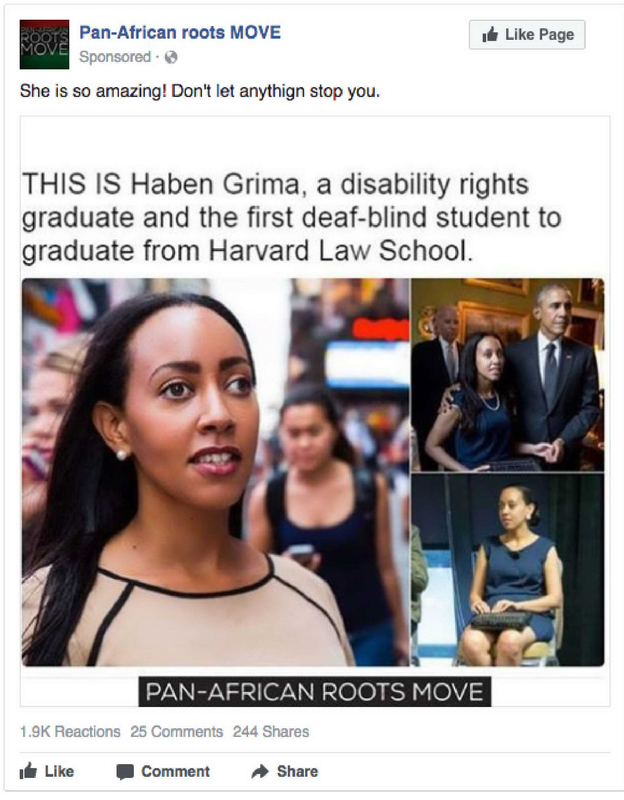 ROOTS
MOVE
Pan-African roots MOVE
Like Page
Sponsored ·
She is so amazing! Don't let anythign stop you.
THIS IS Haben Grima, a disability rights
graduate and the first deaf-blind student to
graduate from Harvard Law School.
PAN-AFRICAN ROOTS MOVE
1.9K Reactions 25 Comments 244 Shares
Like Comment Share